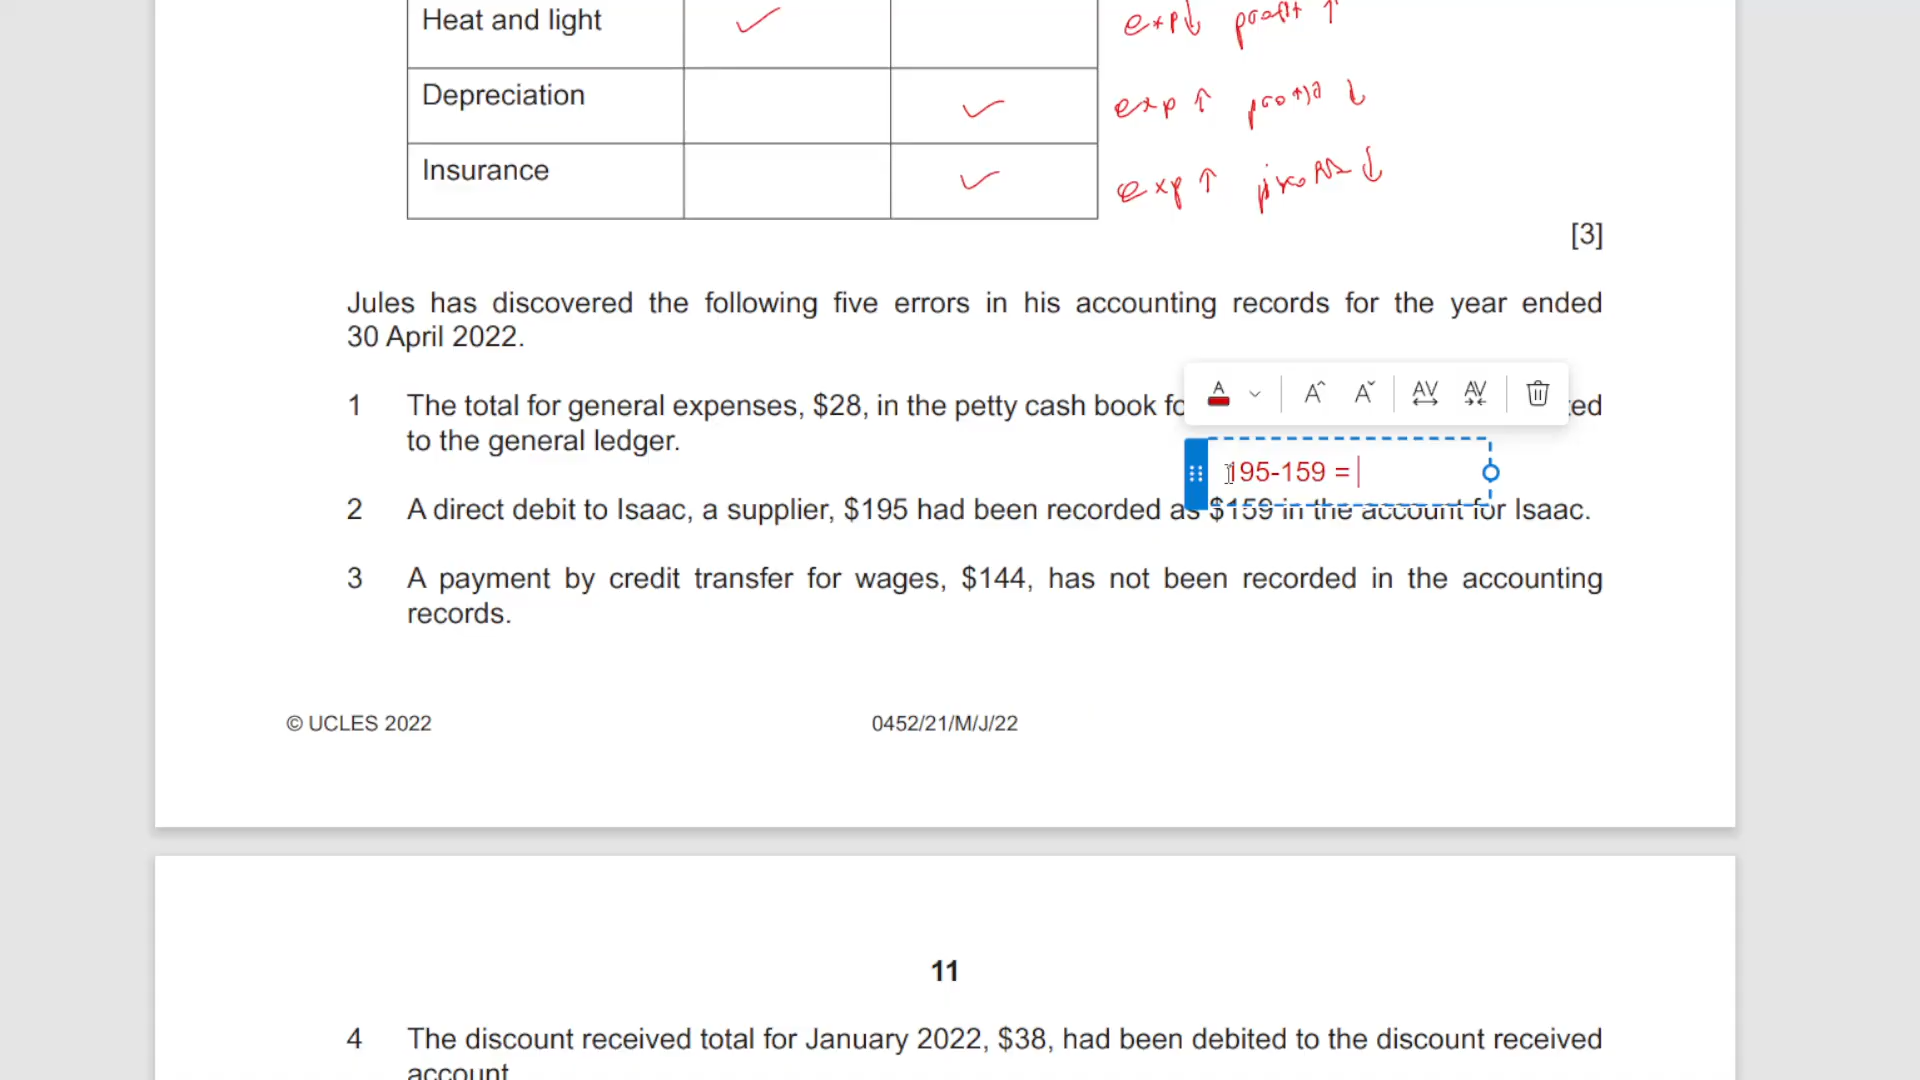 Heat and light exp↓ profit ↑
Depreciation exp ↑ ↓
Insurance exp ↑ ↓
[3]
Jules has discovered the following five errors in his accounting records for the year ended
30 April 2022.
1 The total for general expenses, $28, in the petty cash book fo ed
to the general ledger.
195-159 =
2 A direct debit to Isaac, a supplier, $195 had been recorded as $159 in the account for Isaac.
3 A payment by credit transfer for wages, $144, has not been recorded in the accounting
records.
© UCLES 2022 0452/21/M/J/22
11
4 The discount received total for January 2022, $38, had been debited to the discount received
account